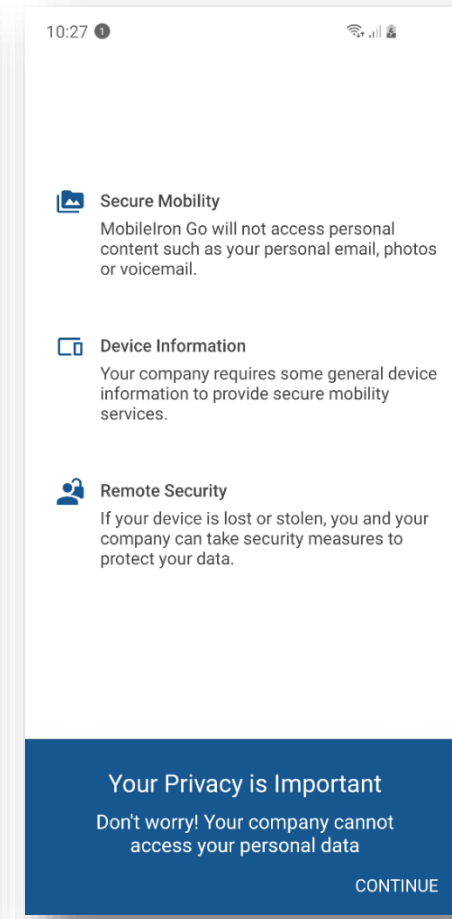 10:27 1
Secure Mobility
MobileIron Go will not access personal
content such as your personal email, photos
or voicemail.
Device Information
Your company requires some general device
information to provide secure mobility
services.
Remote Security
If your device is lost or stolen, you and your
company can take security measures to
protect your data.
Your Privacy is Important
Don't worry! Your company cannot
access your personal data
CONTINUE